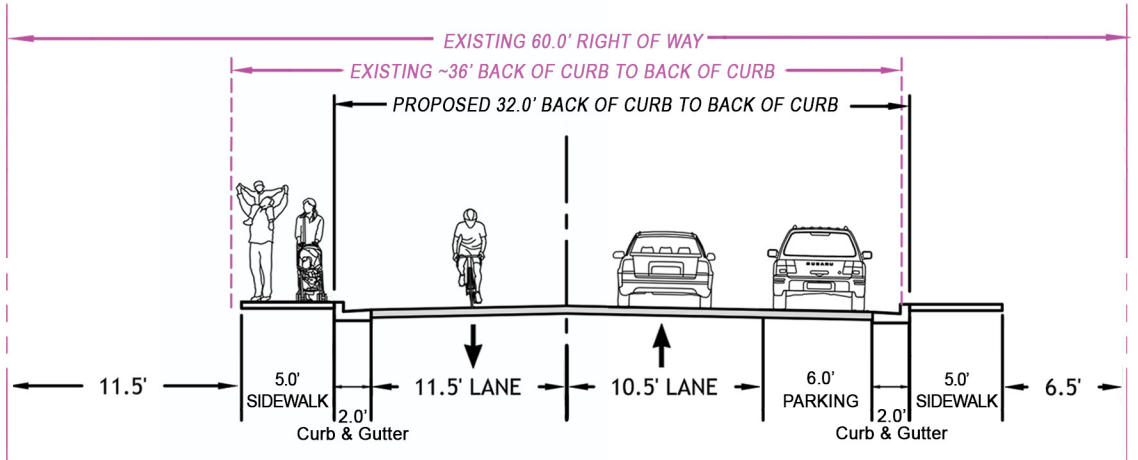 EXISTING 60.0' RIGHT OF WAY
EXISTING ~36' BACK OF CURB TO BACK OF CURB
PROPOSED 32.0' BACK OF CURB TO BACK OF CURB
SUBARU
11.5'
5.0'
SIDEWALK
2.0'
Curb & Gutter
11.5' LANE
10.5' LANE
6.0'
PARKING
2.0'
Curb & Gutter
5.0'
SIDEWALK
6.5'